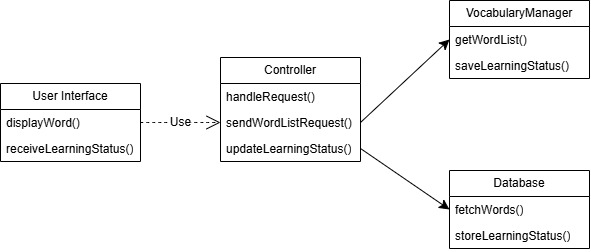 VocabularyManager
getWordList()
saveLearningStatus()
Controller
handleRequest()
sendWordListRequest()
updateLearningStatus()
User Interface
displayWord()
receiveLearningStatus()
Use
Database
fetchWords()
storeLearningStatus()